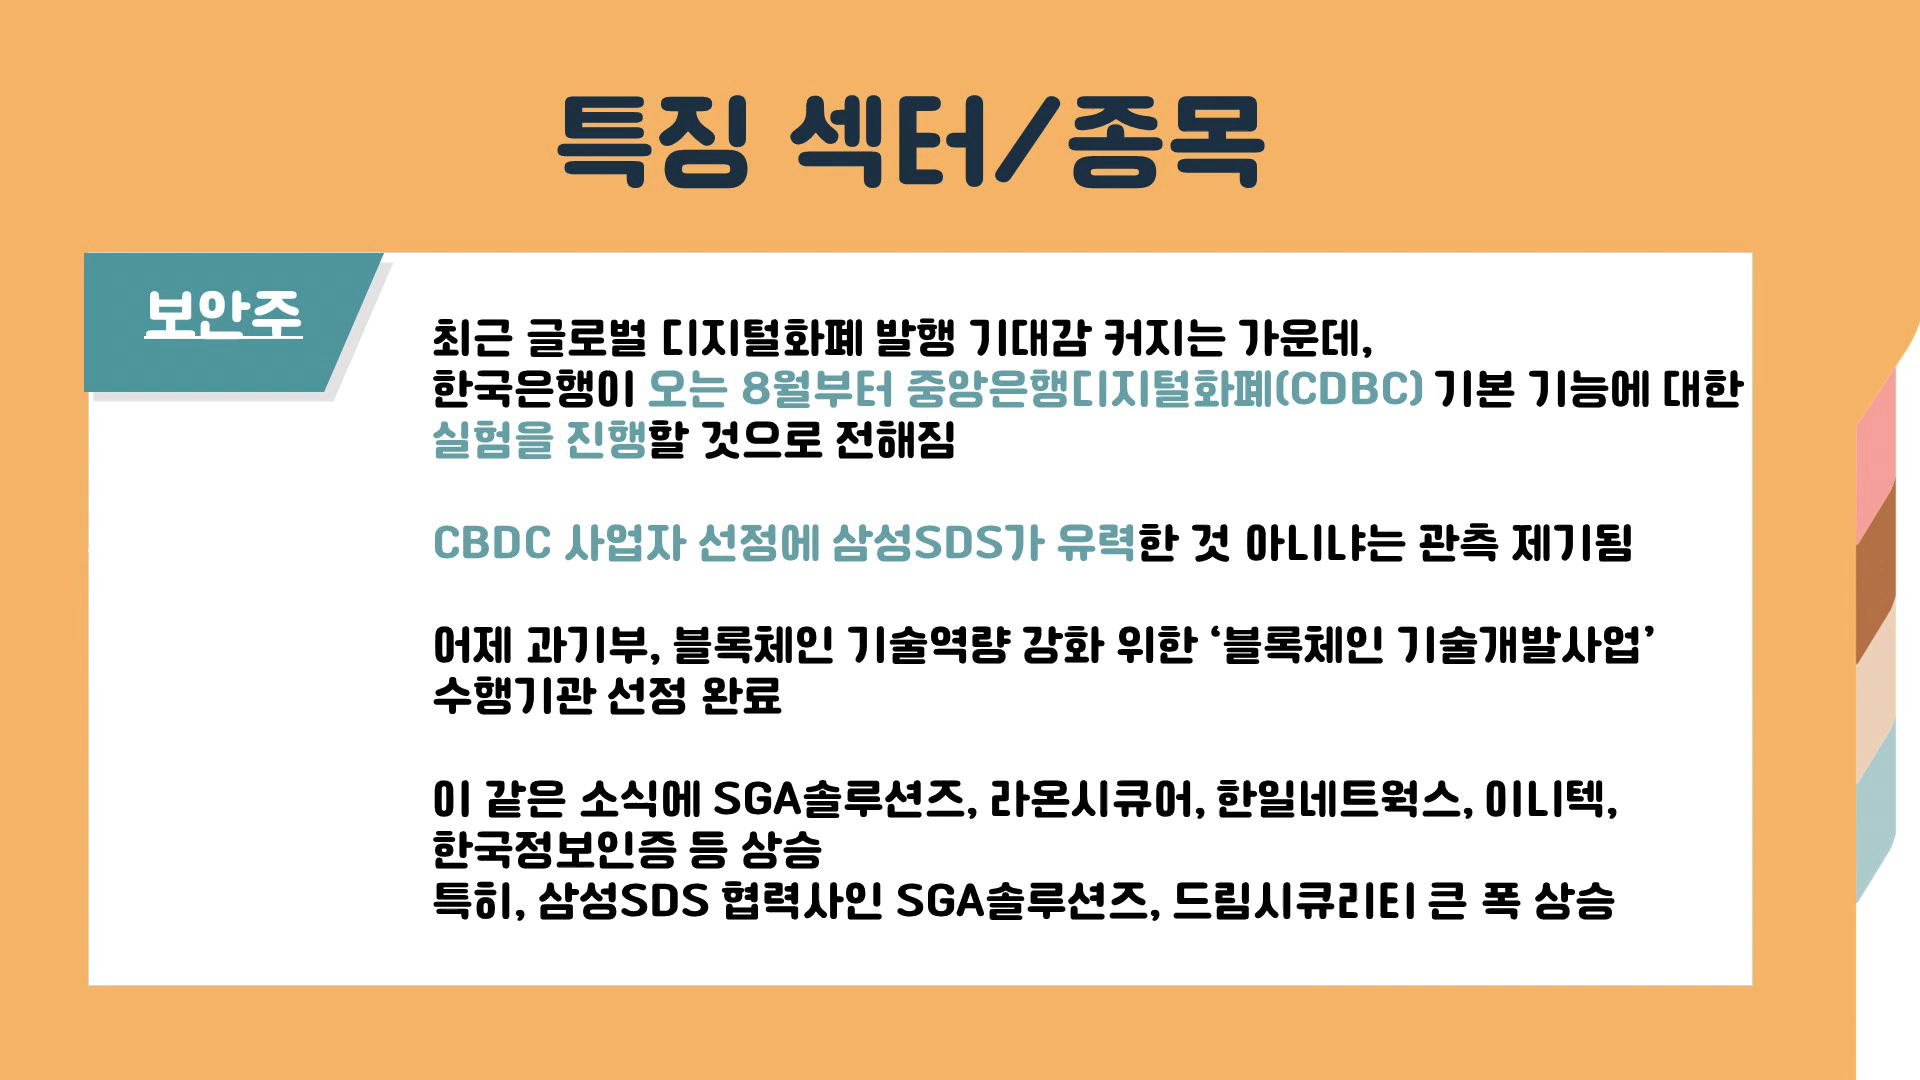 특징 섹터/종목
보안주
최근 글로벌 디지털화폐 발행 기대감 커지는 가운데,
한국은행이 오는 8월부터 중앙은행디지털화폐(CDBC) 기본 기능에 대한
실험을 진행할 것으로 전해짐
CBDC 사업자 선정에 삼성SDS가 유력한 것 아니냐는 관측 제기됨
어제 과기부, 블록체인 기술역량 강화 위한 ‘블록체인 기술개발사업’
수행기관 선정 완료
이 같은 소식에 SGA솔루션즈, 라온시큐어, 한일네트웍스, 이니텍,
한국정보인증 등 상승
특히, 삼성SDS 협력사인 SGA솔루션즈, 드림시큐리티 큰 폭 상승